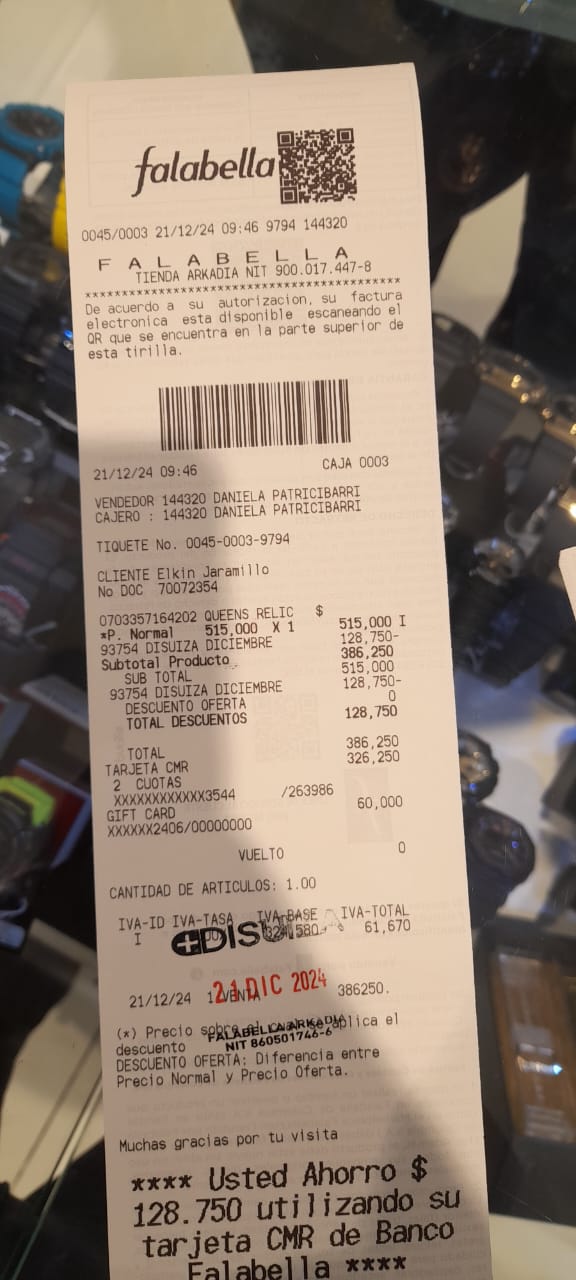 falabella
0045/0003 21/12/24 09:46 9794 144320
F A L A B E L L A
TIENDA ARKADIA NIT 900.017.447-8
****************************************
De acuerdo a su autorizacion, su factura
electronica esta disponible escaneando el
QR que se encuentra en la parte superior de
esta tirilla.
21/12/24 09:46 CAJA 0003
VENDEDOR 144320 DANIELA PATRICIBARRI
CAJERO : 144320 DANIELA PATRICIBARRI
TIQUETE No. 0045-0003-9794
CLIENTE Elkin Jaramillo
No DOC 70072354
0703357164202 QUEENS RELIC $
*P. Normal 515,000 X 1 515,000 I
93754 DISUIZA DICIEMBRE 128,750-
Subtotal Producto 386,250
SUB TOTAL 515,000
93754 DISUIZA DICIEMBRE 128,750-
DESCUENTO OFERTA 0
TOTAL DESCUENTOS 128,750
TOTAL 386,250
TARJETA CMR 326,250
2 CUOTAS
XXXXXXXXXXXX3544 /263986
GIFT CARD 60,000
XXXXXX2406/00000000
VUELTO 0
CANTIDAD DE ARTICULOS: 1.00
IVA-ID IVA-TASA IVA-BASE IVA-TOTAL
I 61,670
21 DIC 2024
21/12/24 1 VENTA 386250.
FALABELLA ARKADIA
NIT 860501746-6
(*) Precio sobre el cual se aplica el
descuento
DESCUENTO OFERTA: Diferencia entre
Precio Normal y Precio Oferta.
Muchas gracias por tu visita
**** Usted Ahorro $
128.750 utilizando su
tarjeta CMR de Banco
Falabella ****